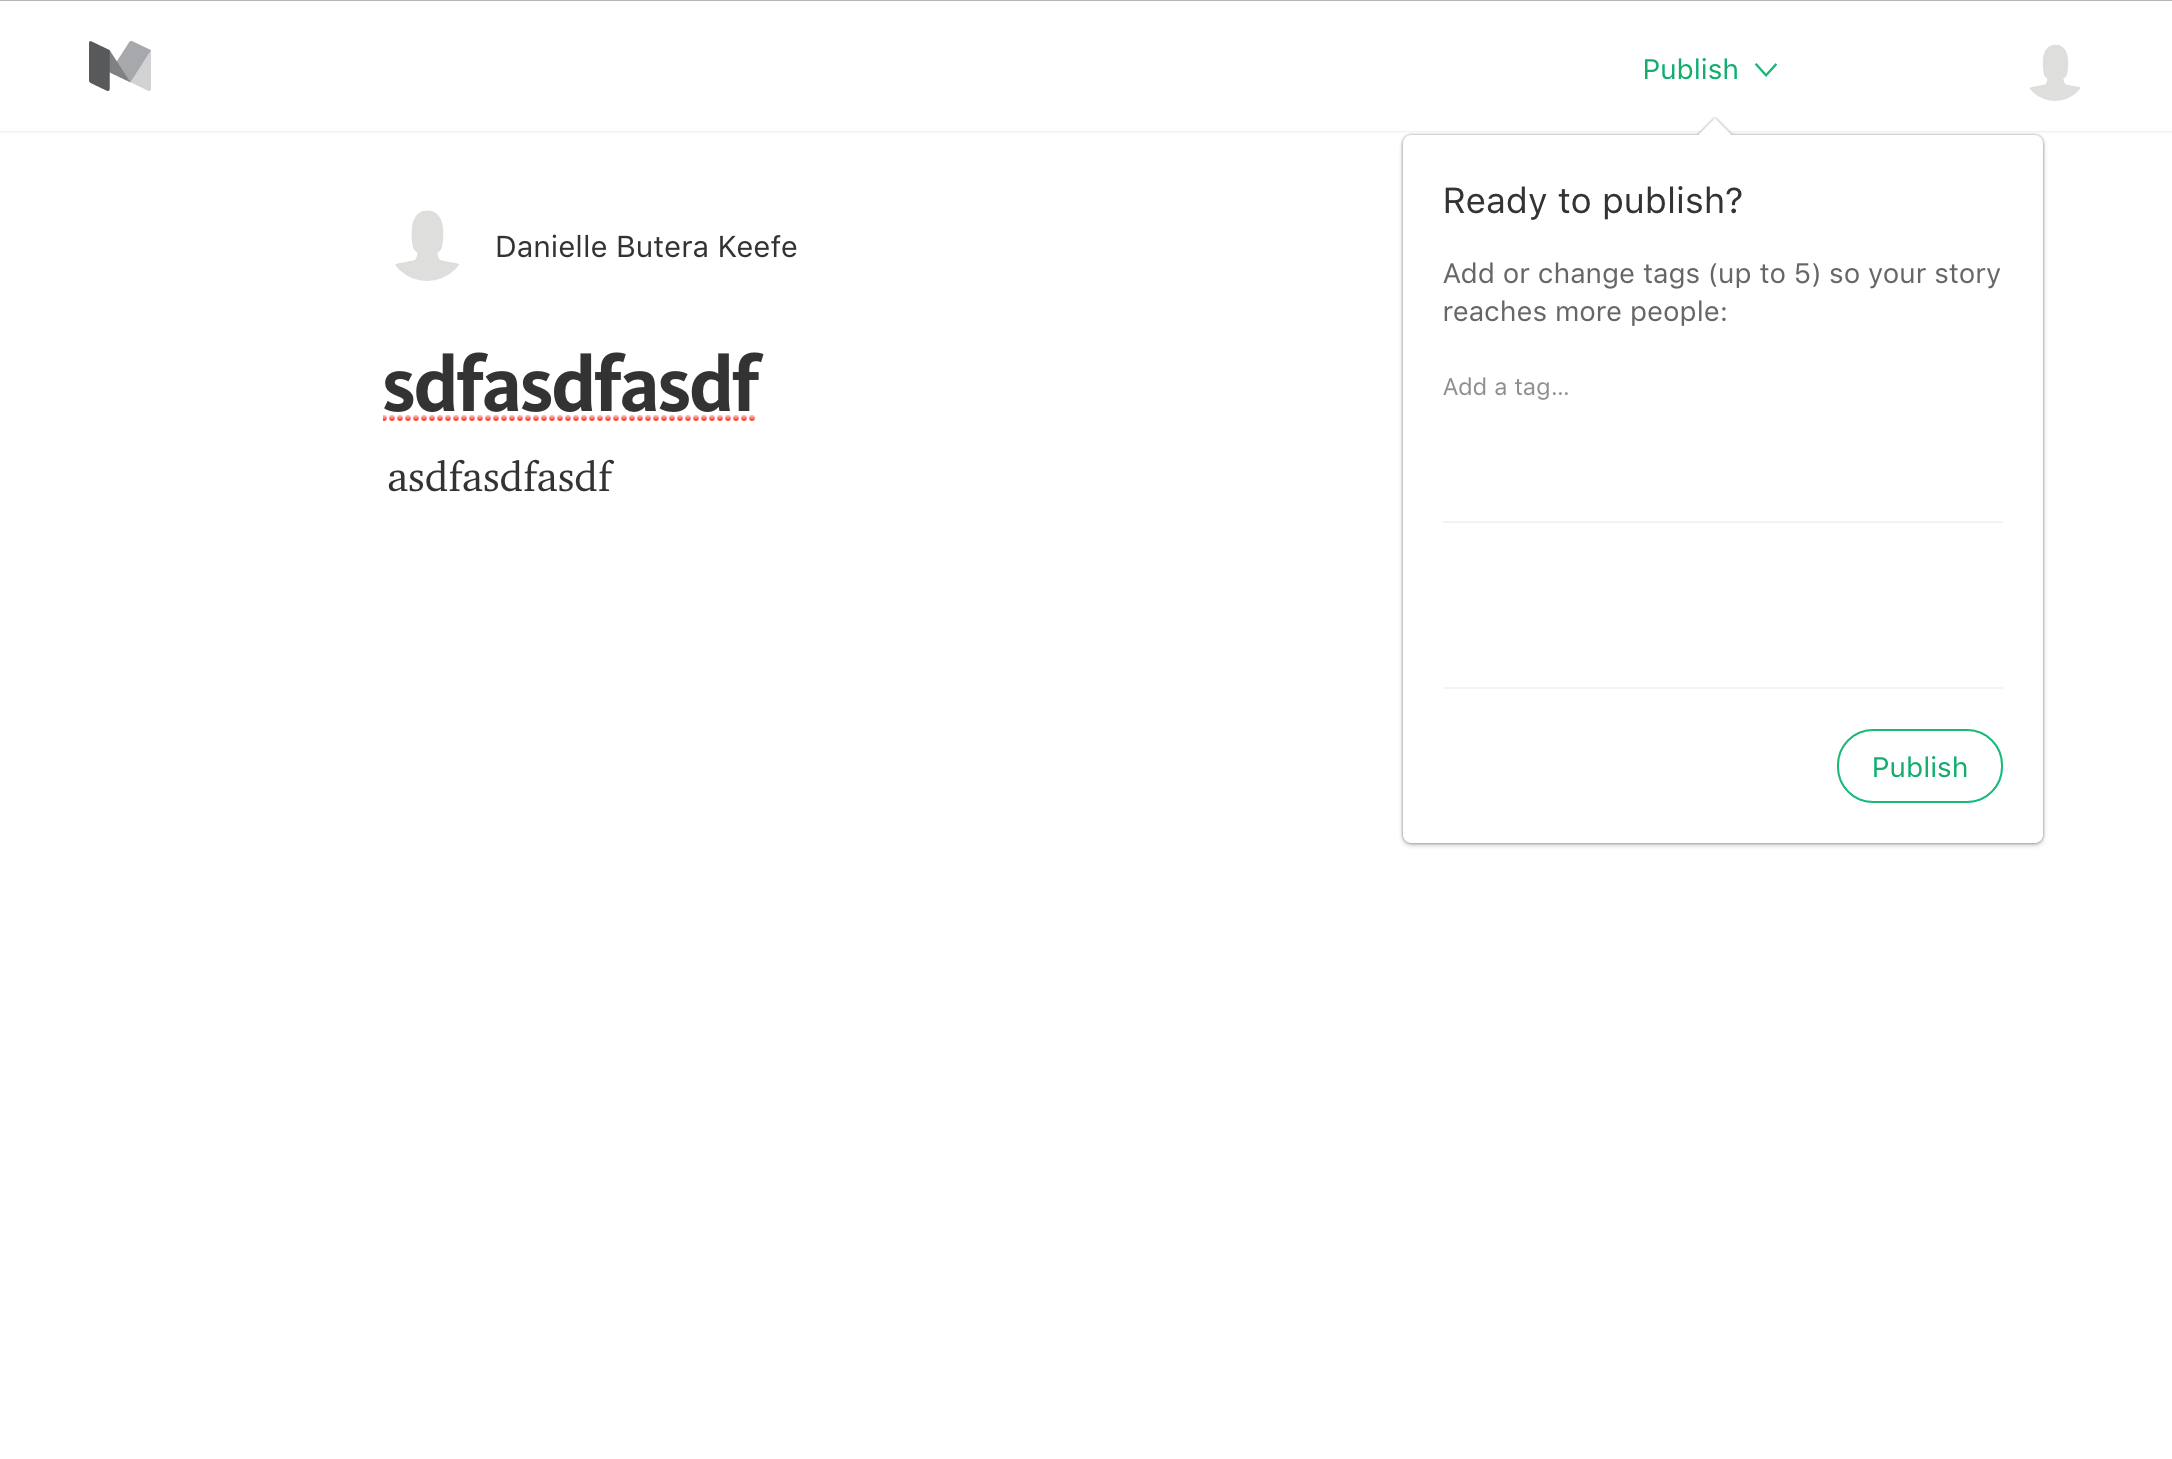 Publish
Danielle Butera Keefe
sdfasdfasdf
asdfasdfasdf
Ready to publish?
Add or change tags (up to 5) so your story
reaches more people:
Add a tag...
Publish